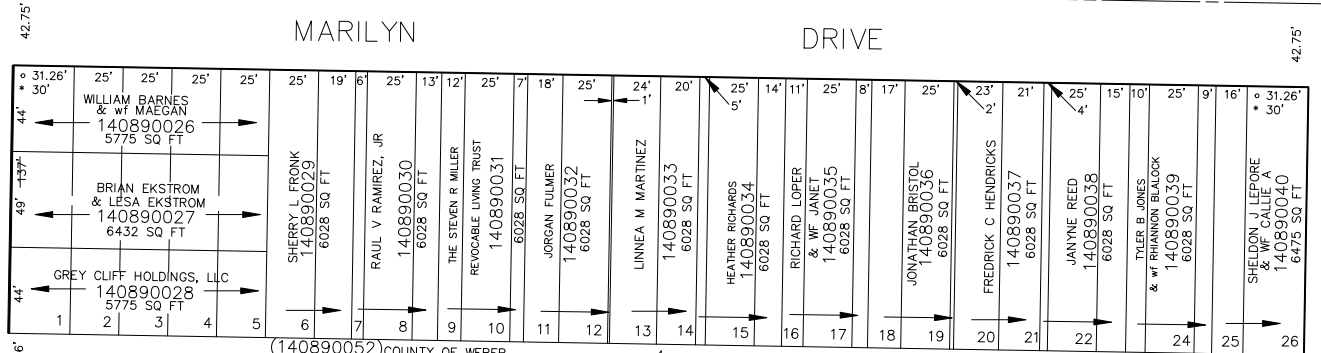 42.75'
MARILYN DRIVE
42.75'
° 31.26' 25' 25' 25' 25' 25' 19' 6' 25' 13' 12' 25' 7' 18' 25' 24' 20' 25' 14' 11' 25' 8' 17' 25' 23' 21' 25' 15' 10' 25' 9' 16' ° 31.26'
* 30' 1' 5' 2' 4' * 30'
44'
WILLIAM BARNES
& wf MAEGAN
140890026
5775 SQ FT
137'
49'
BRIAN EKSTROM
& LESA EKSTROM
140890027
6432 SQ FT
44'
GREY CLIFF HOLDINGS, LLC
140890028
5775 SQ FT
SHERRY L FRONK
140890029
6028 SQ FT
RAUL V RAMIREZ, JR
140890030
6028 SQ FT
THE STEVEN R MILLER
REVOCABLE LIVING TRUST
140890031
6028 SQ FT
JORGAN FULMER
140890032
6028 SQ FT
LINNEA M MARTINEZ
140890033
6028 SQ FT
HEATHER RICHARDS
140890034
6028 SQ FT
RICHARD LOPER
& WF JANET
140890035
6028 SQ FT
JONATHAN BRISTOL
140890036
6028 SQ FT
FREDRICK C HENDRICKS
140890037
6028 SQ FT
JANYNE REED
140890038
6028 SQ FT
TYLER B JONES
& wf RHIANNON BLALOCK
140890039
6028 SQ FT
SHELDON J LEPORE
& WF CALLIE A
140890040
6475 SQ FT
1 2 3 4 5 6 7 8 9 10 11 12 13 14 15 16 17 18 19 20 21 22 24 25 26
(140890052) COUNTY OF WEBER